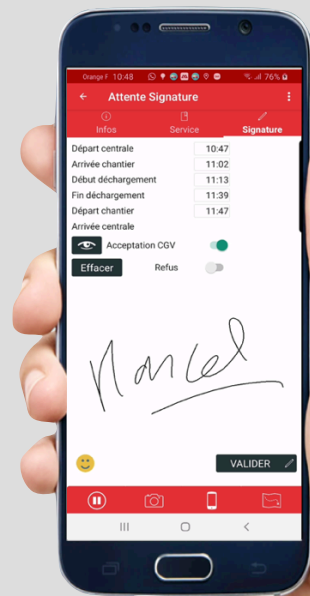 Orange F 10:48 76%
Attente Signature
Infos Service Signature
Départ centrale 10:47
Arrivée chantier 11:02
Début déchargement 11:13
Fin déchargement 11:39
Départ chantier 11:47
Arrivée centrale
Acceptation CGV
Effacer Refus
Marcel
VALIDER